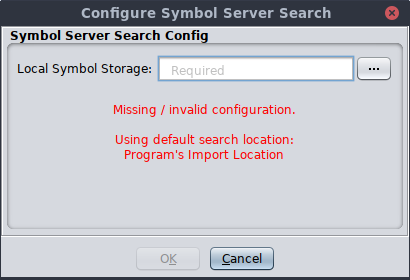 Configure Symbol Server Search
Symbol Server Search Config
Local Symbol Storage: Required ...
Missing / invalid configuration.
Using default search location:
Program's Import Location
OK Cancel